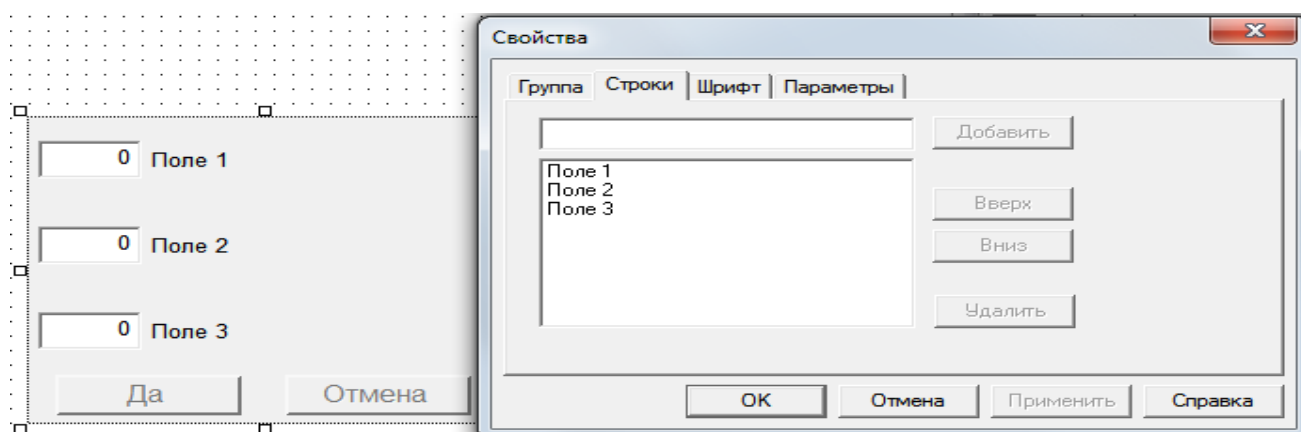 0 Поле 1
0 Поле 2
0 Поле 3
Да Отмена
Свойства
Группа Строки Шрифт Параметры
Добавить
Поле 1
Поле 2
Поле 3
Вверх
Вниз
Удалить
OK Отмена Применить Справка